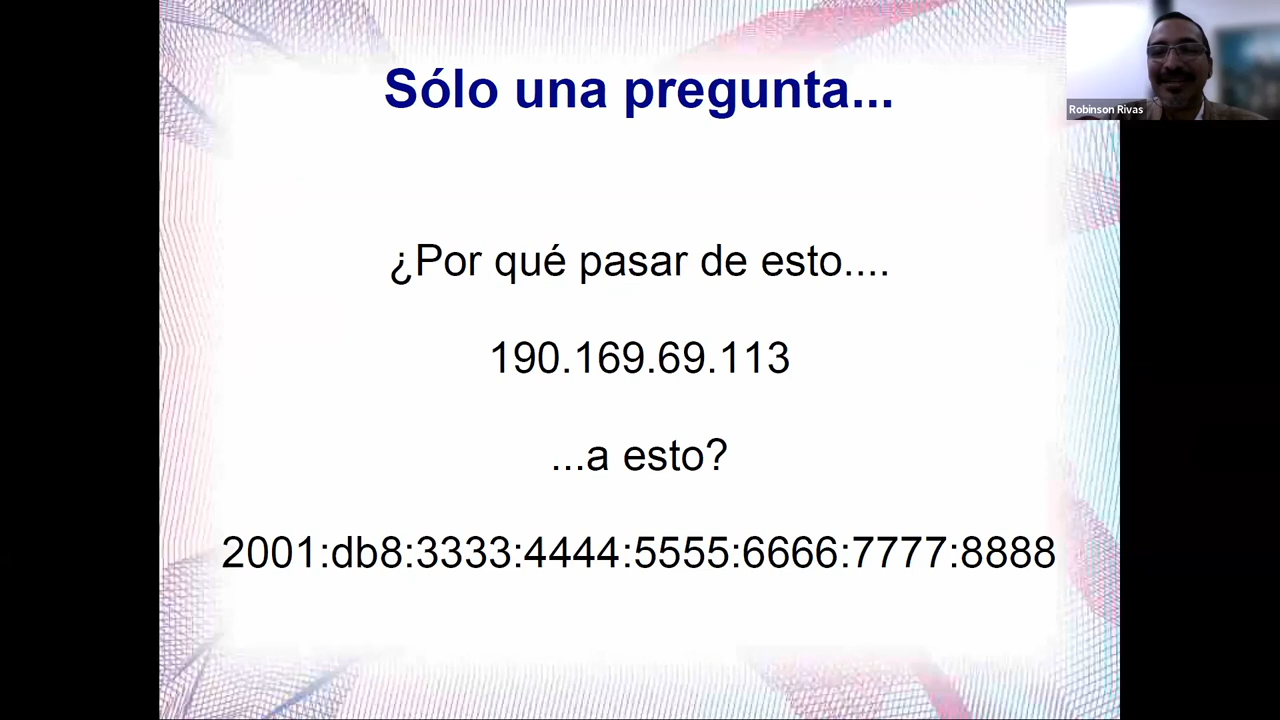 Sólo una pregunta...
Robinson Rivas
¿Por qué pasar de esto....
190.169.69.113
...a esto?
2001:db8:3333:4444:5555:6666:7777:8888